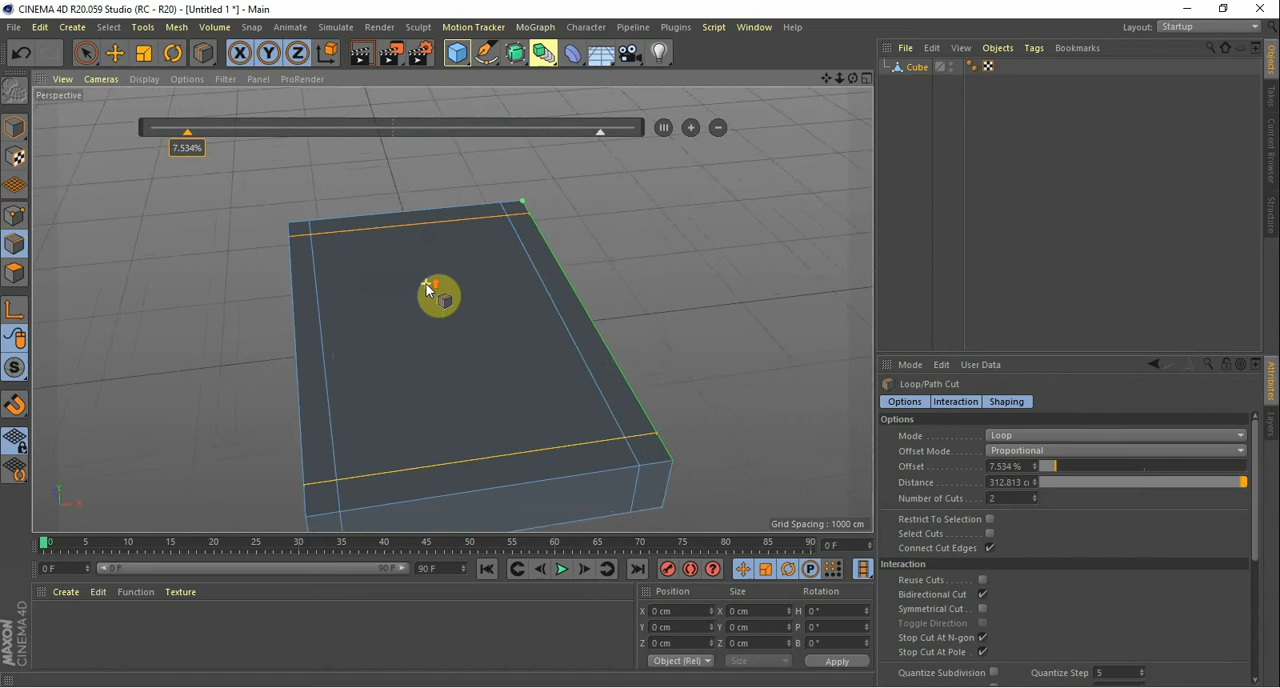 CINEMA 4D R20.059 Studio (RC - R20) - [Untitled 1 *] - Main
File Edit Create Select Tools Mesh Volume Snap Animate Simulate Render Sculpt Motion Tracker MoGraph Character Pipeline Plugins Script Window Help Layout: Startup
X Y Z
File Edit View Objects Tags Bookmarks
Cube
View Cameras Display Options Filter Panel ProRender
Perspective
7.534%
Grid Spacing : 1000 cm
Objects
Takes
Content Browser
Structure
Mode Edit User Data
Loop/Path Cut
Options Interaction Shaping
Options
Mode Loop
Offset Mode Proportional
Offset 7.534 %
Distance 312.813 c
Number of Cuts 2
Restrict To Selection
Select Cuts
Connect Cut Edges
Interaction
Reuse Cuts
Bidirectional Cut
Symmetrical Cut
Toggle Direction
Stop Cut At N-gon
Stop Cut At Pole
Quantize Subdivision Quantize Step 5
Attributes
Layers
S
0 5 10 15 20 25 30 35 40 45 50 55 60 65 70 75 80 85 90 0 F
0 F 0 F 90 F 90 F
P
Create Edit Function Texture
Position Size Rotation
X 0 cm X 0 cm H 0 °
Y 0 cm Y 0 cm P 0 °
Z 0 cm Z 0 cm B 0 °
Object (Rel) Size Apply
MAXON
CINEMA 4D